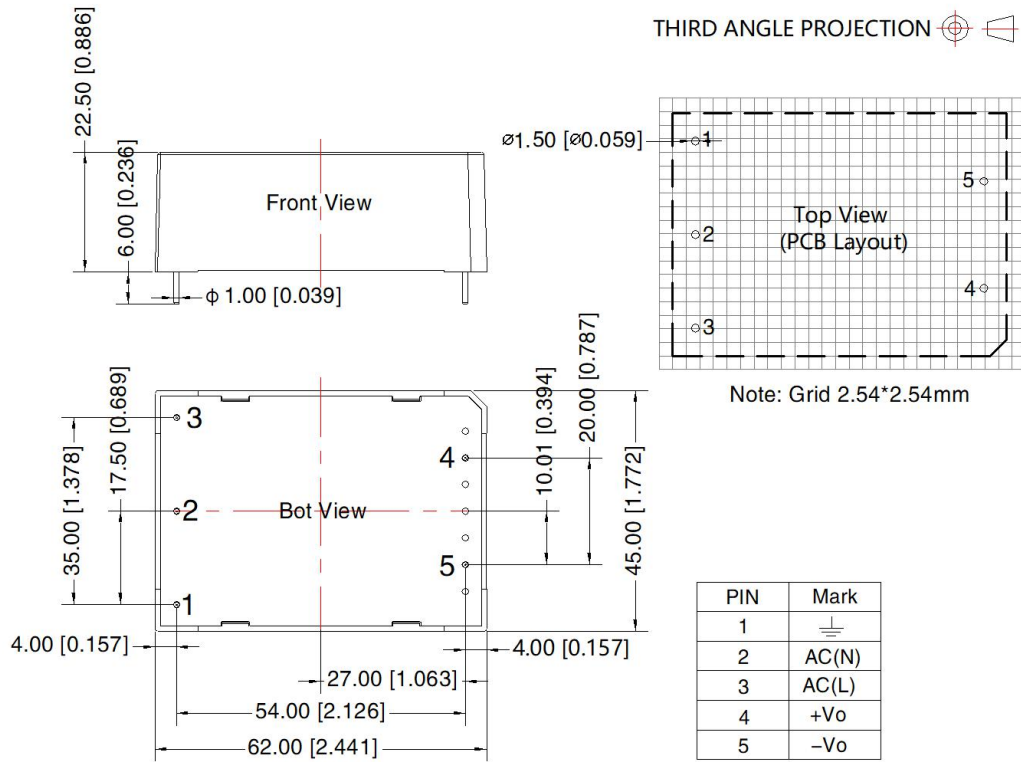 THIRD ANGLE PROJECTION
22.50 [0.886]
6.00 [0.236]
Front View
ϕ 1.00 [0.039]
⌀1.50 [⌀0.059]
1
5
2
Top View
(PCB Layout)
4
3
Note: Grid 2.54*2.54mm
35.00 [1.378]
17.50 [0.689]
3
4
2
Bot View
5
1
10.01 [0.394]
20.00 [0.787]
45.00 [1.772]
4.00 [0.157]
4.00 [0.157]
27.00 [1.063]
54.00 [2.126]
62.00 [2.441]
PIN Mark
1 ⏚
2 AC(N)
3 AC(L)
4 +Vo
5 −Vo